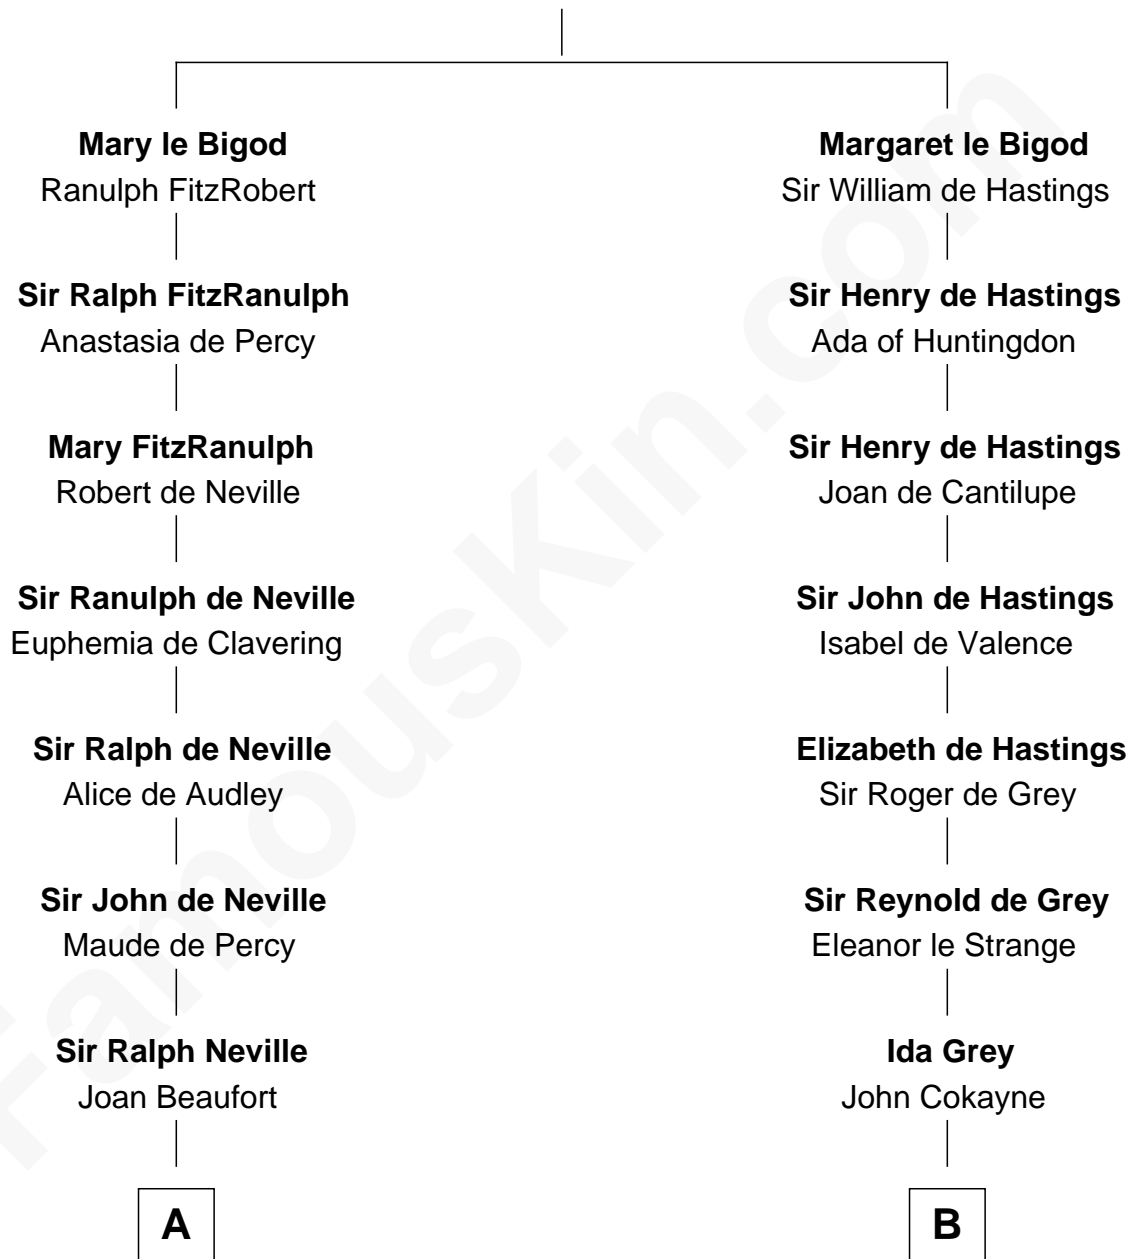 Mary le Bigod
Ranulph FitzRobert
Sir Ralph FitzRanulph
Anastasia de Percy
Mary FitzRanulph
Robert de Neville
Sir Ranulph de Neville
Euphemia de Clavering
Sir Ralph de Neville
Alice de Audley
Sir John de Neville
Maude de Percy
Sir Ralph Neville
Joan Beaufort
A
Margaret le Bigod
Sir William de Hastings
Sir Henry de Hastings
Ada of Huntingdon
Sir Henry de Hastings
Joan de Cantilupe
Sir John de Hastings
Isabel de Valence
Elizabeth de Hastings
Sir Roger de Grey
Sir Reynold de Grey
Eleanor le Strange
Ida Grey
John Cokayne
B
FamousKin.com